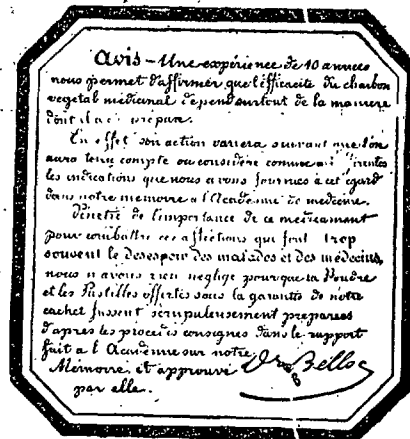 Avis – Une expérience de 10 années
nous permet d'affirmer que l'efficacité du charbon
végétal médicinal dépend surtout de la manière
dont il a été préparé.
En effet son action variera suivant que l'on
aura tenu compte ou considéré comme
les indications que nous avons fournies à cet égard
dans notre mémoire à l'Académie de médecine.
Pénétré de l'importance de ce médicament
pour combattre ces affections qui font trop
souvent le désespoir des malades et des médecins,
nous n'avons rien négligé pour que la Poudre
et les Pastilles offertes sous la garantie de notre
cachet fussent scrupuleusement préparées
d'après les procédés consignés dans le rapport
fait à l'Académie sur notre
Mémoire, et approuvé
par elle.
Dr Belloc